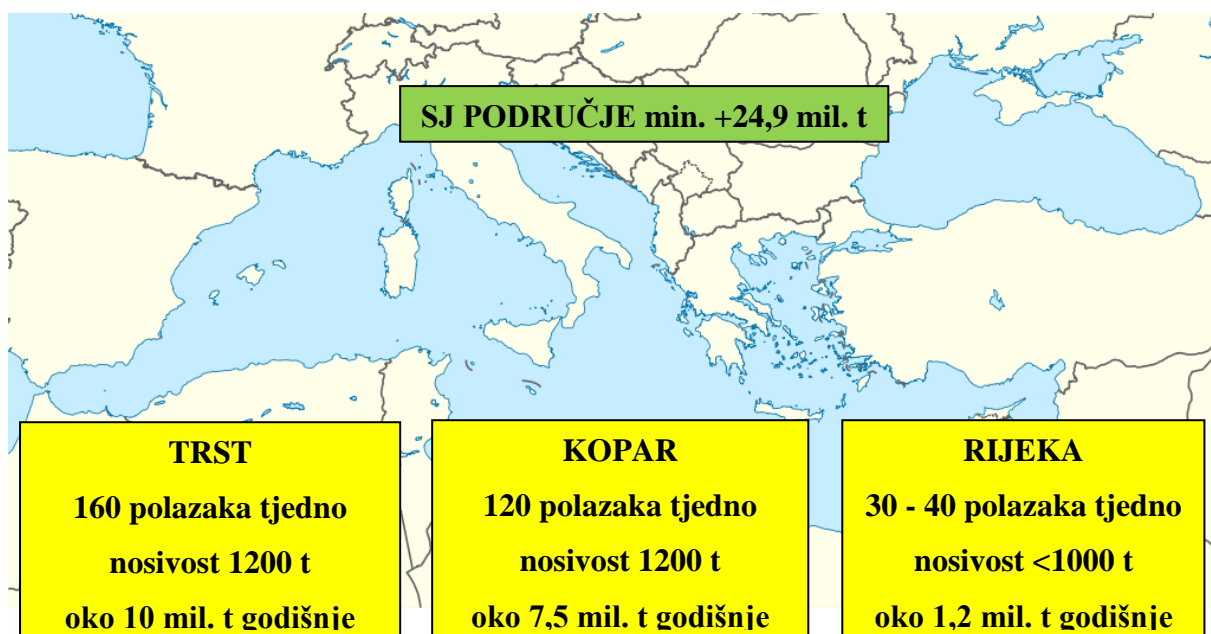 SJ PODRUČJE min. +24,9 mil. t
TRST
160 polazaka tjedno
nosivost 1200 t
oko 10 mil. t godišnje
KOPAR
120 polazaka tjedno
nosivost 1200 t
oko 7,5 mil. t godišnje
RIJEKA
30 - 40 polazaka tjedno
nosivost <1000 t
oko 1,2 mil. t godišnje